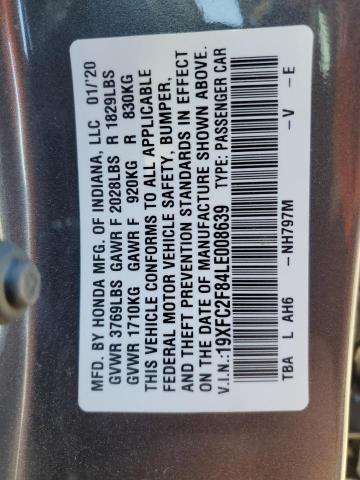 MFD. BY HONDA MFG. OF INDIANA, LLC 01/'20
GVWR 3769LBS GAWR F 2028LBS R 1829LBS
GVWR 1710KG GAWR F 920KG R 830KG
THIS VEHICLE CONFORMS TO ALL APPLICABLE
FEDERAL MOTOR VEHICLE SAFETY, BUMPER,
AND THEFT PREVENTION STANDARDS IN EFFECT
ON THE DATE OF MANUFACTURE SHOWN ABOVE.
V.I.N.:19XFC2F84LE008639 TYPE: PASSENGER CAR
TBA L AH6 -NH797M -V -E